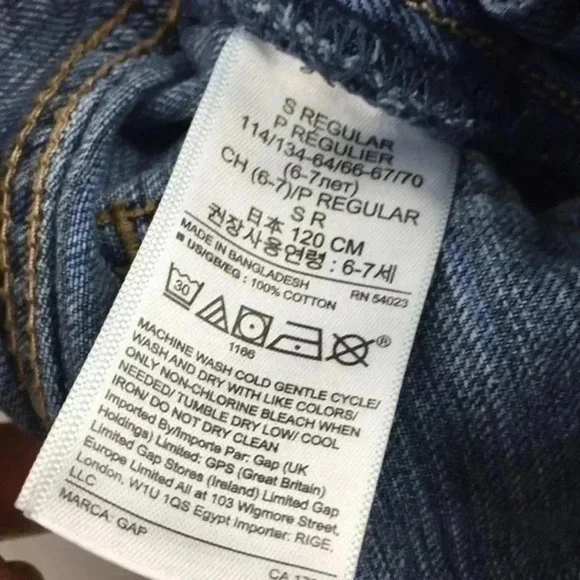 S REGULAR
P RÉGULIER
114/134-64/66-67/70
(6-7лет)
CH (6-7)/P REGULAR
S R
日本 120 CM
권장사용연령 : 6-7세
MADE IN BANGLADESH RN 54023
US/GB/EG : 100% COTTON
30 ®
1166
MACHINE WASH COLD GENTLE CYCLE/
WASH AND DRY WITH LIKE COLORS/
ONLY NON-CHLORINE BLEACH WHEN
NEEDED/ TUMBLE DRY LOW/ COOL
IRON/ DO NOT DRY CLEAN
Imported By/Importe Par: Gap (UK
Holdings) Limited: GPS (Great Britain)
Limited Gap Stores (Ireland) Limited Gap
Europe Limited All at 103 Wigmore Street,
London, W1U 1QS Egypt Importer: RIGE,
LLC
MARCA: GAP
CA